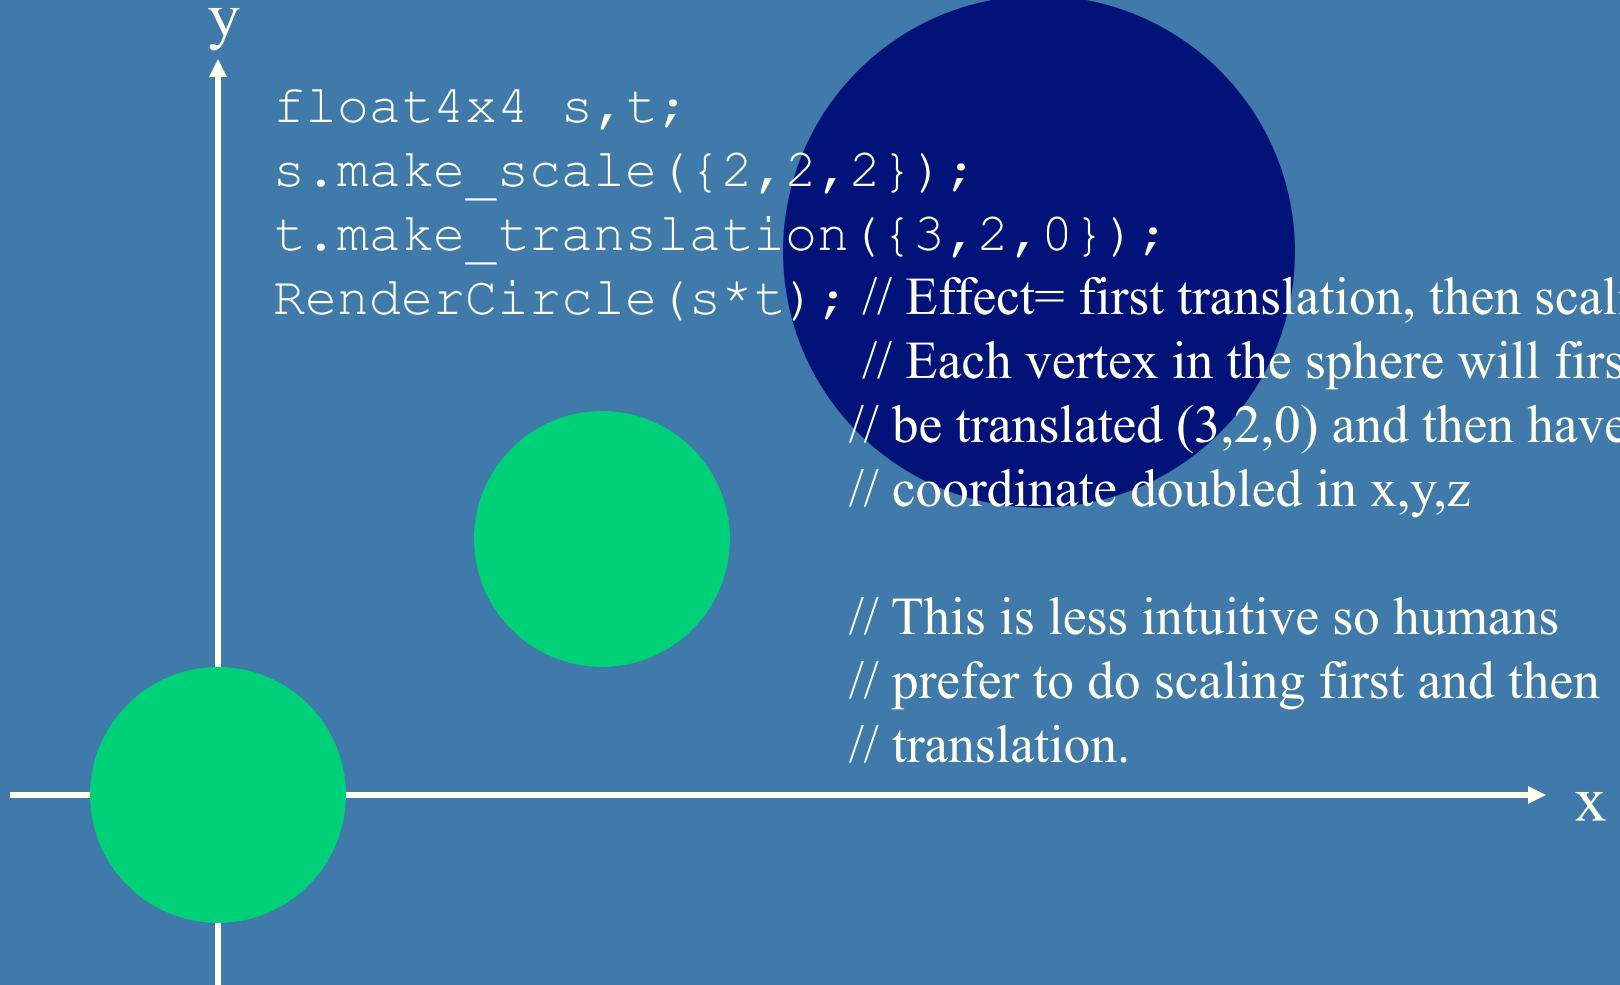 y
float4x4 s,t;
s.make_scale({2,2,2});
t.make_translation({3,2,0});
RenderCircle(s*t); // Effect= first translation, then
// Each vertex in the sphere will
// be translated (3,2,0) and then have
// coordinate doubled in x,y,z
// This is less intuitive so humans
// prefer to do scaling first and then
// translation.
x